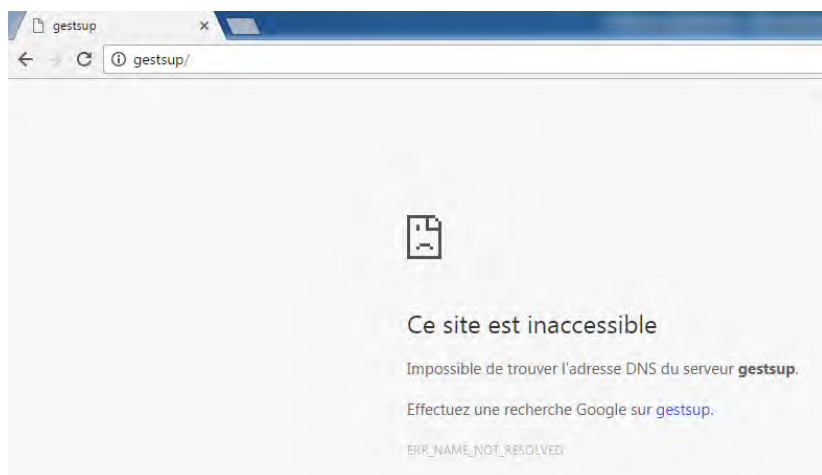 gestsup
gestsup/
Ce site est inaccessible
Impossible de trouver l'adresse DNS du serveur gestsup.
Effectuez une recherche Google sur gestsup.
ERR_NAME_NOT_RESOLVED